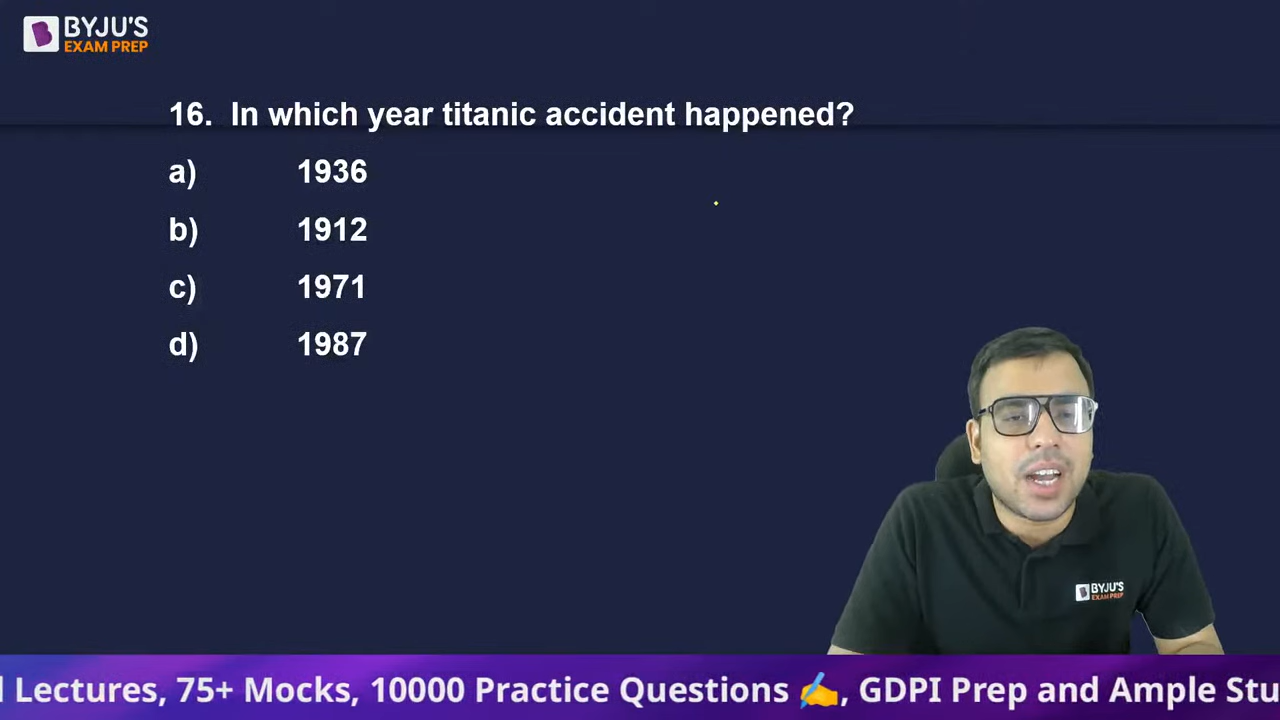 BYJU'S
EXAM PREP
16. In which year titanic accident happened?
a) 1936
b) 1912
c) 1971
d) 1987
BYJU'S
EXAM PREP
Lectures, 75+ Mocks, 10000 Practice Questions ✍️, GDPI Prep and Ample Stu